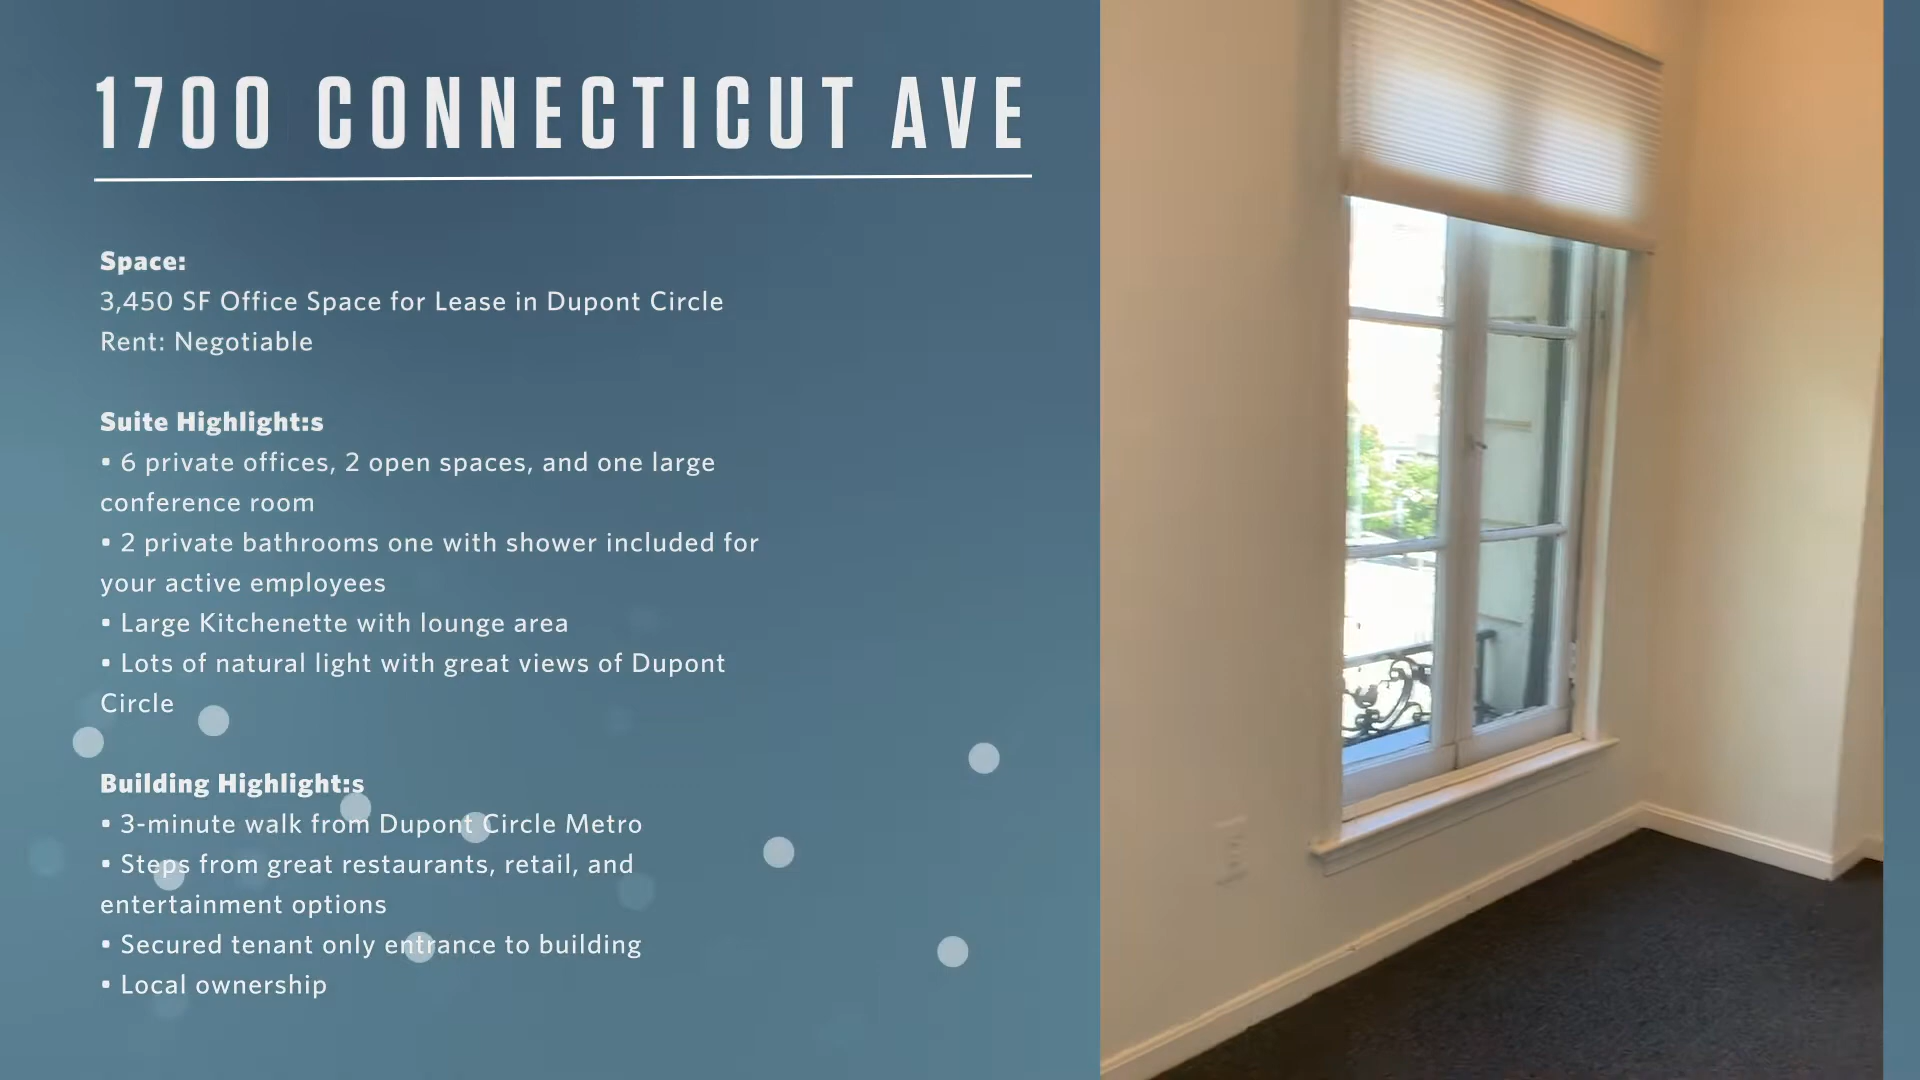 1700 CONNECTICUT AVE
Space:
3,450 SF Office Space for Lease in Dupont Circle
Rent: Negotiable
Suite Highlight:s
▪ 6 private offices, 2 open spaces, and one large
conference room
▪ 2 private bathrooms one with shower included for
your active employees
▪ Large Kitchenette with lounge area
▪ Lots of natural light with great views of Dupont
Circle
Building Highlight:s
▪ 3-minute walk from Dupont Circle Metro
▪ Steps from great restaurants, retail, and
entertainment options
▪ Secured tenant only entrance to building
▪ Local ownership